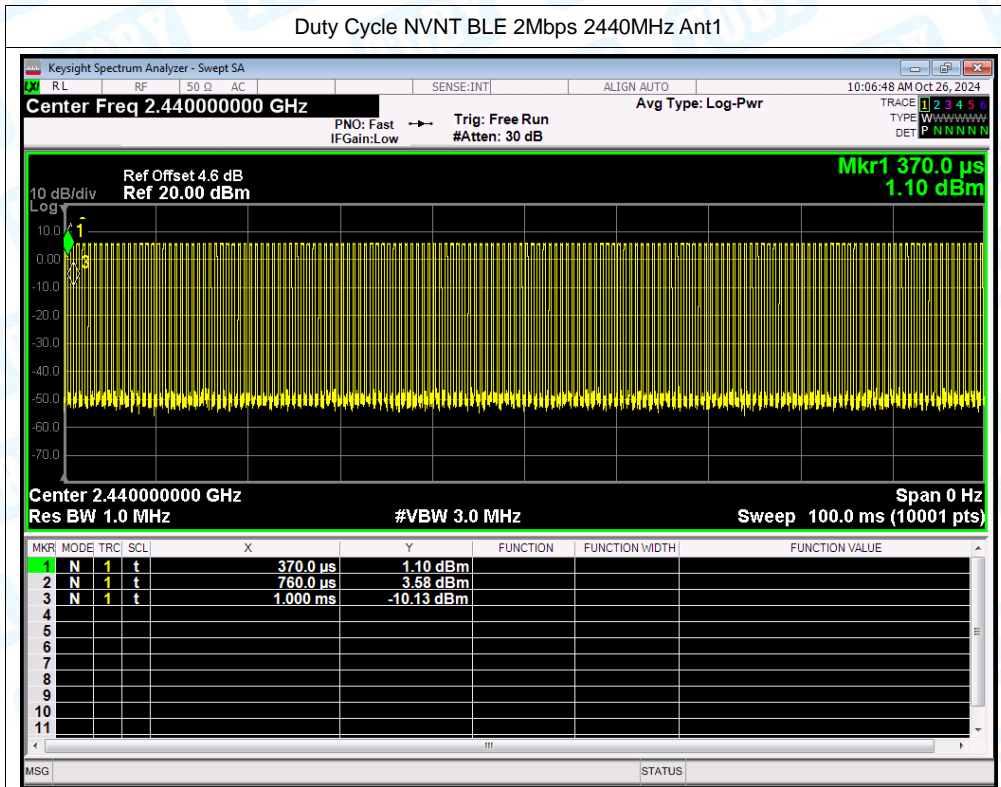 Duty Cycle NVNT BLE 2Mbps 2440MHz Ant1
Keysight Spectrum Analyzer - Swept SA
LXI RL RF 50 Ω AC SENSE:INT ALIGN AUTO 10:06:48 AM Oct 26, 2024
Center Freq 2.440000000 GHz Avg Type: Log-Pwr TRACE 1 2 3 4 5 6
PNO: Fast Trig: Free Run TYPE WWWWWW
IFGain:Low #Atten: 30 dB DET P N N N N N
Mkr1 370.0 µs
1.10 dBm
Ref Offset 4.6 dB
10 dB/div Ref 20.00 dBm
Log
10.0
1
0.00
3
-10.0
-20.0
-30.0
-40.0
-50.0
-60.0
-70.0
Center 2.440000000 GHz Span 0 Hz
Res BW 1.0 MHz #VBW 3.0 MHz Sweep 100.0 ms (10001 pts)
MKR MODE TRC SCL X Y FUNCTION FUNCTION WIDTH FUNCTION VALUE
1 N 1 t 370.0 µs 1.10 dBm
2 N 1 t 760.0 µs 3.58 dBm
3 N 1 t 1.000 ms -10.13 dBm
4
5
6
7
8
9
10
11
MSG STATUS